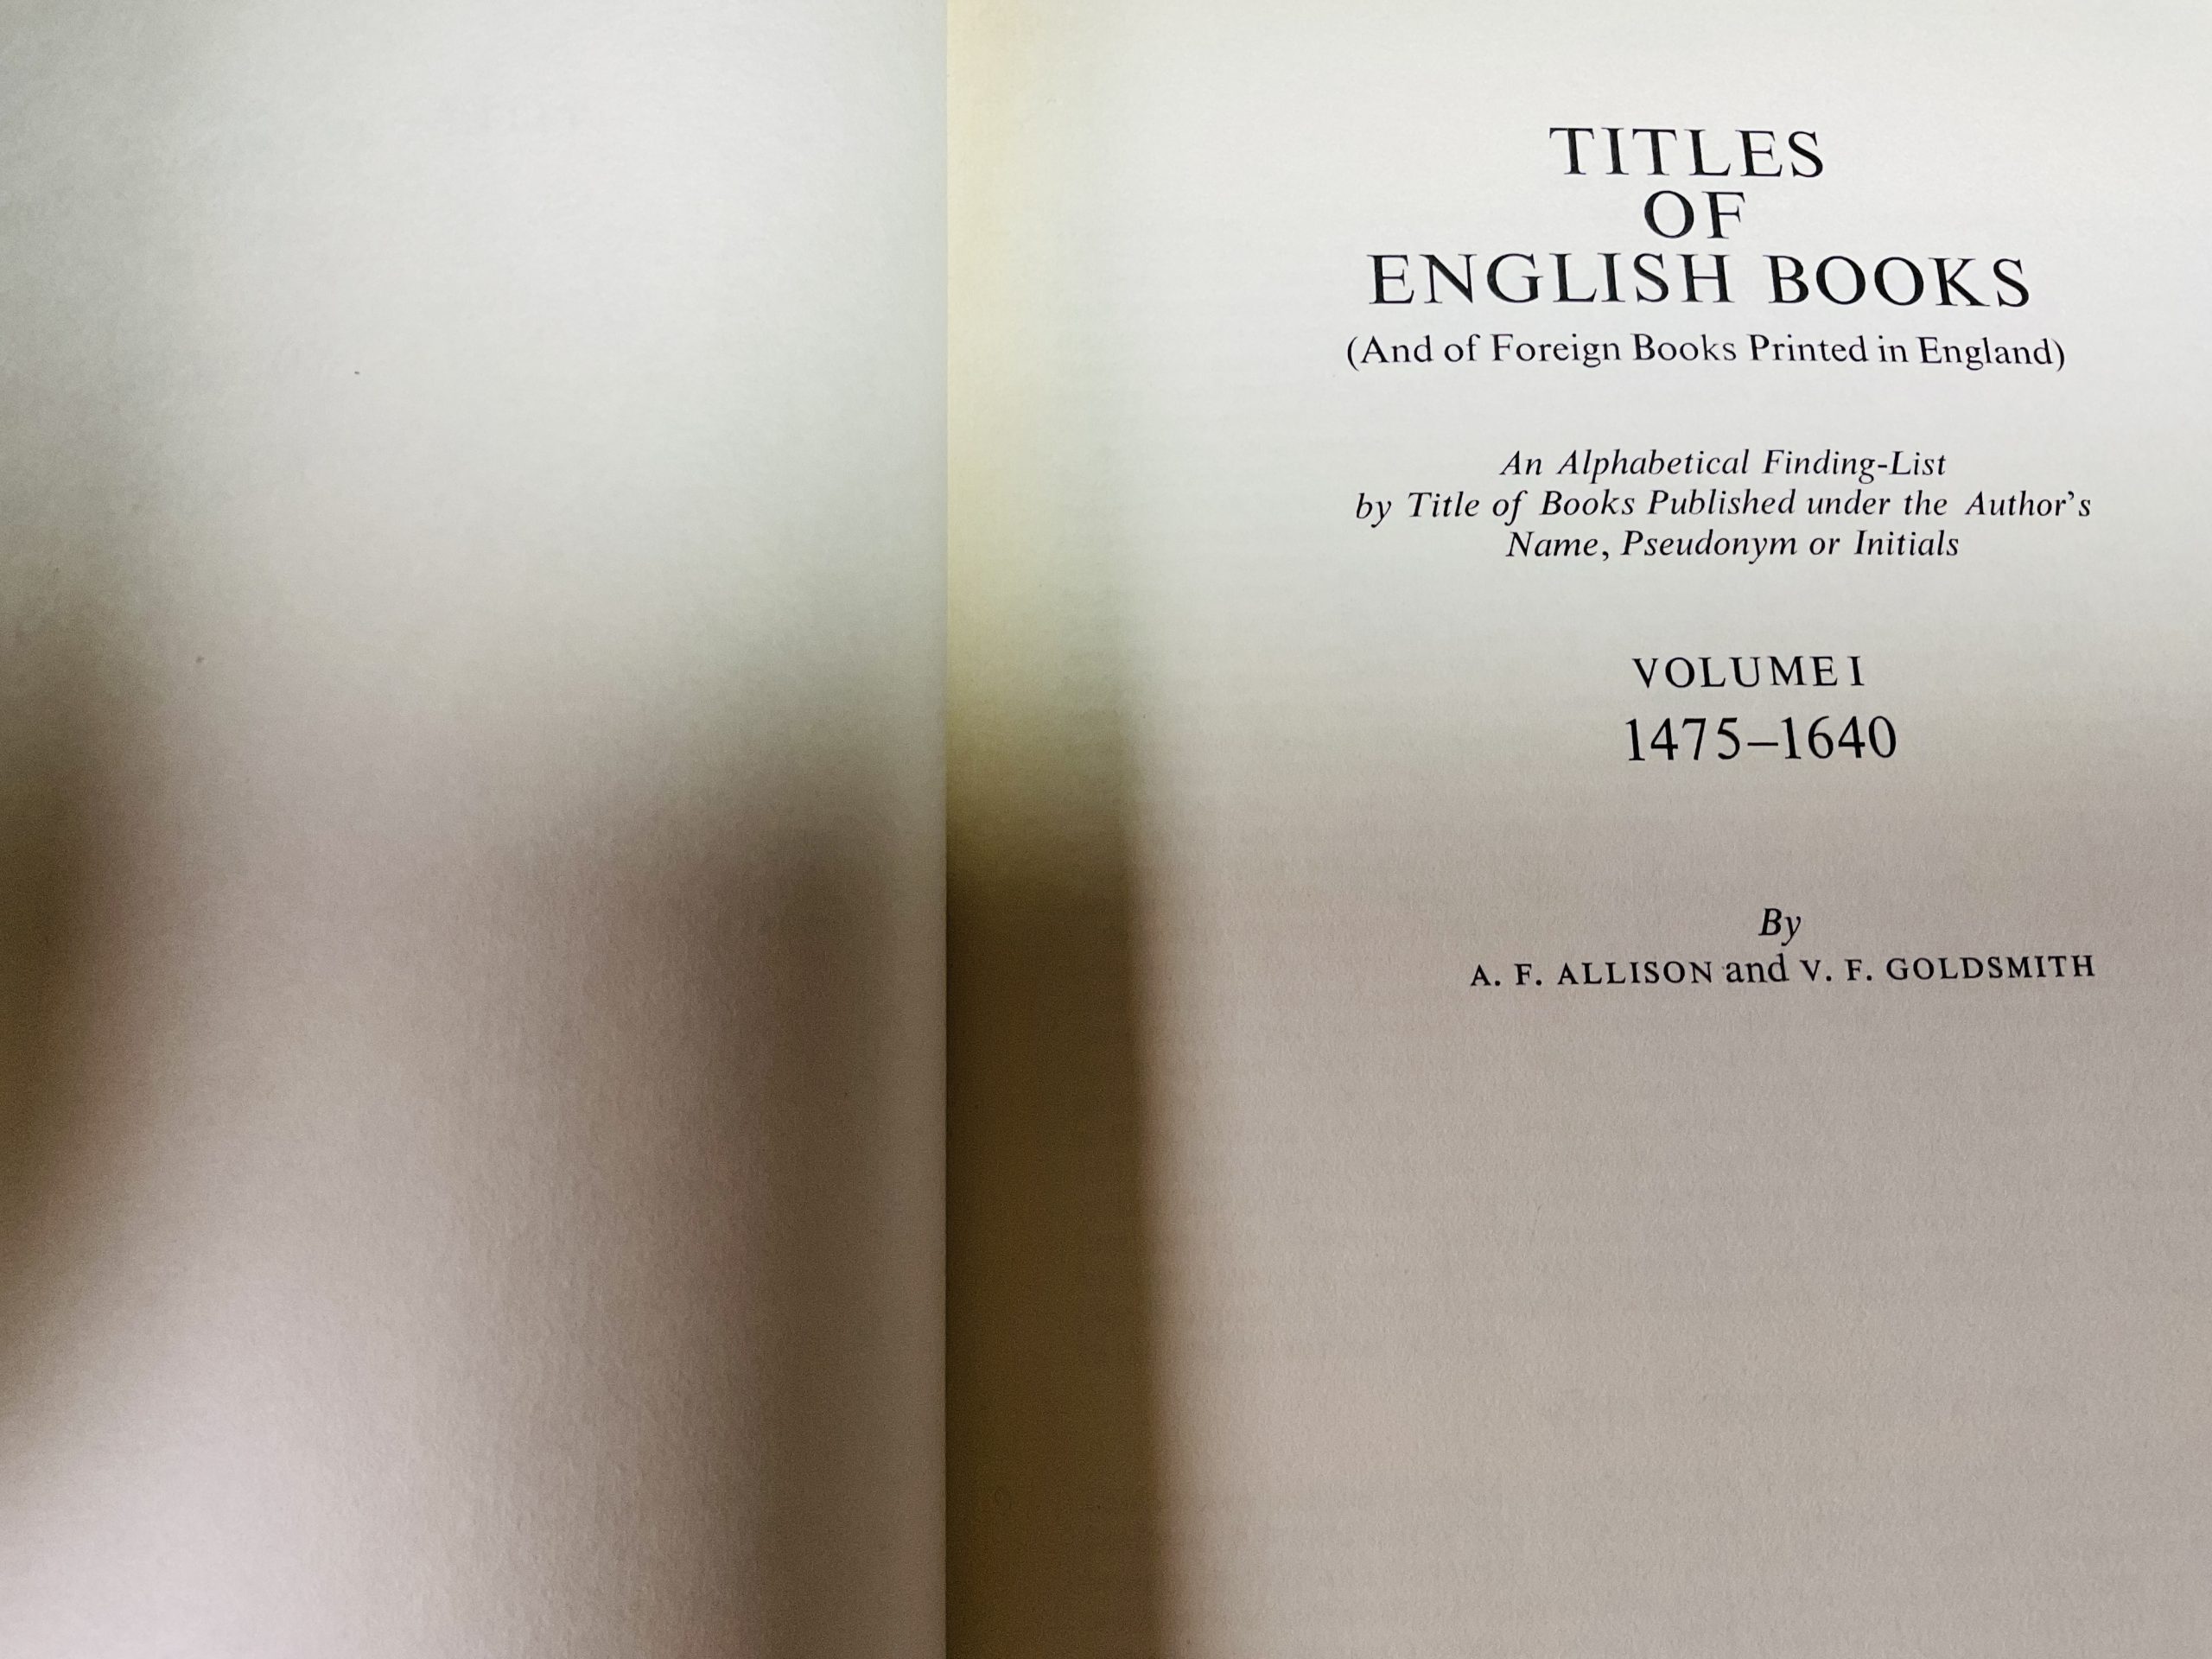 TITLES
OF
ENGLISH BOOKS
(And of Foreign Books Printed in England)
An Alphabetical Finding-List
by Title of Books Published under the Author's
Name, Pseudonym or Initials
VOLUME I
1475–1640
By
A. F. ALLISON and V. F. GOLDSMITH